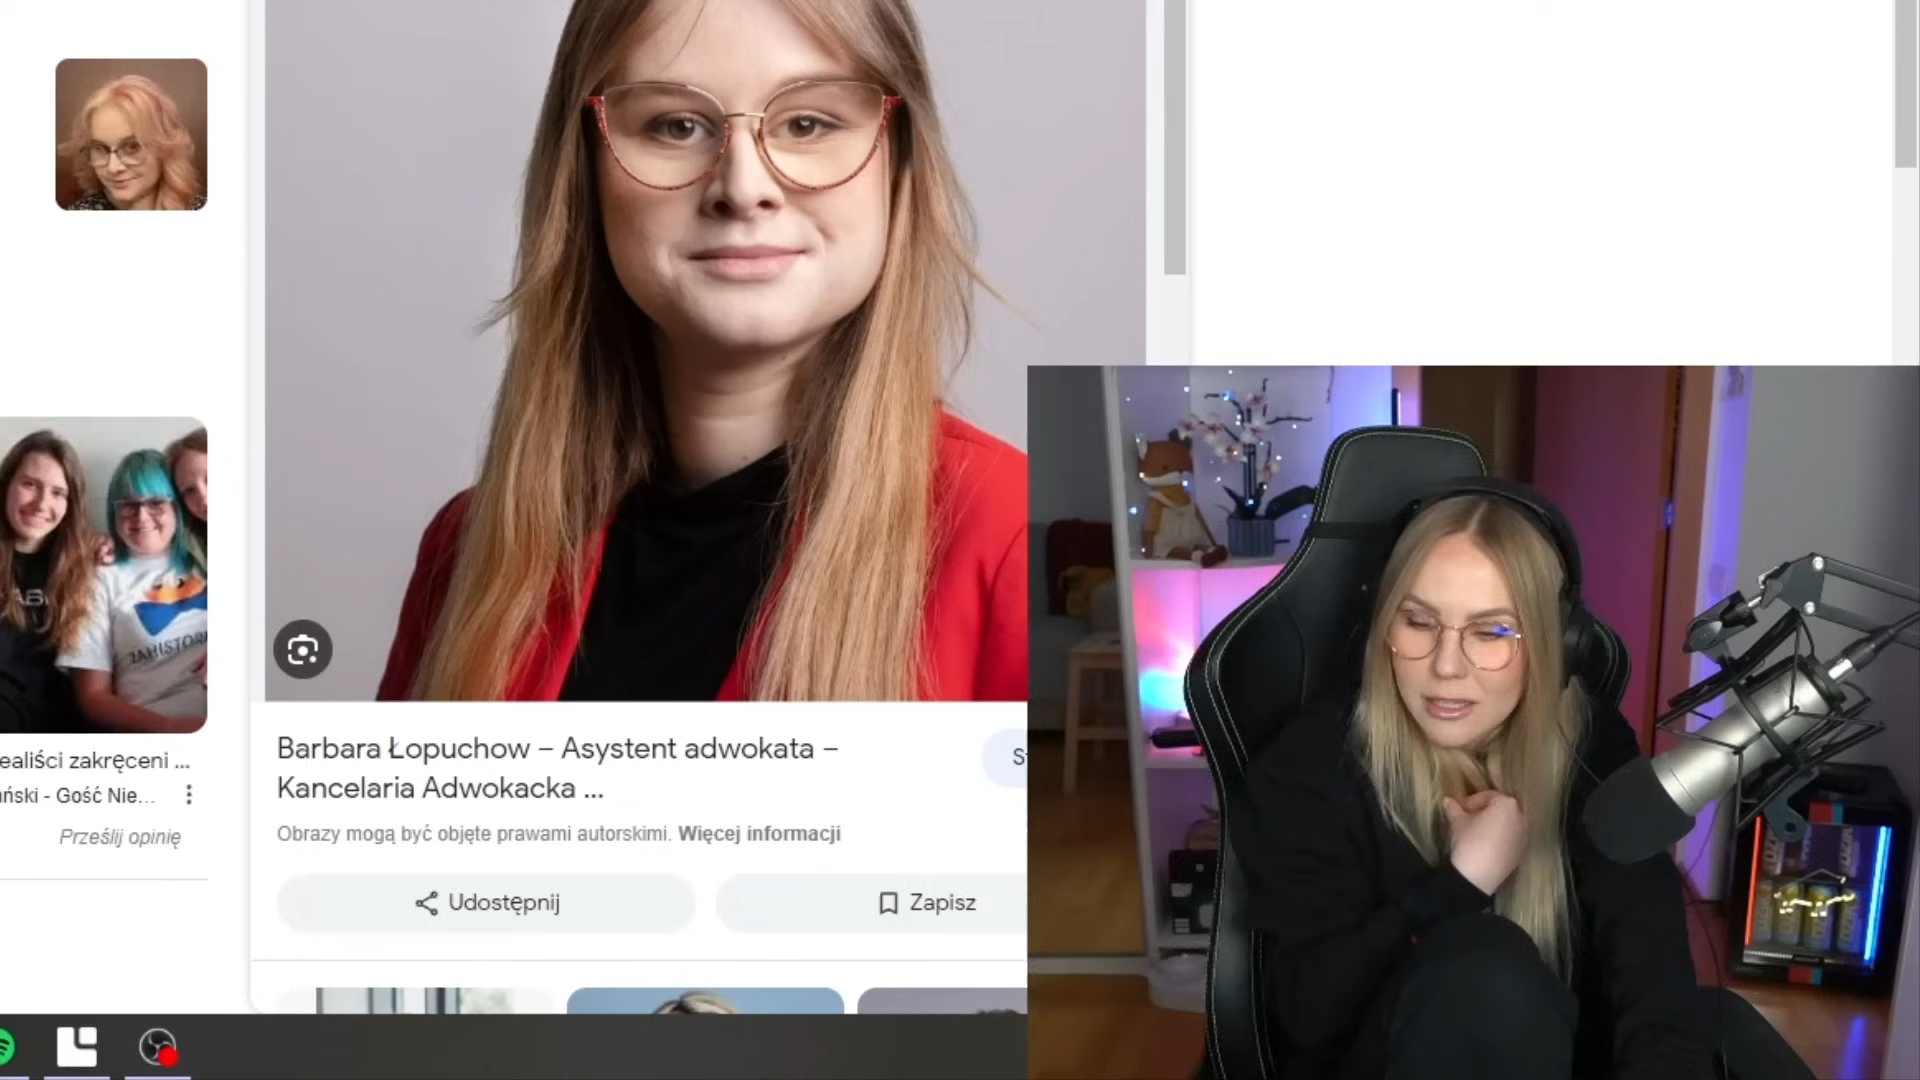 ealiści zakręceni ...
ński - Gość Nie...
Prześlij opinię
ZAHISTOR
Barbara Łopuchow – Asystent adwokata –
Kancelaria Adwokacka ...
Obrazy mogą być objęte prawami autorskimi. Więcej informacji
Udostępnij
Zapisz